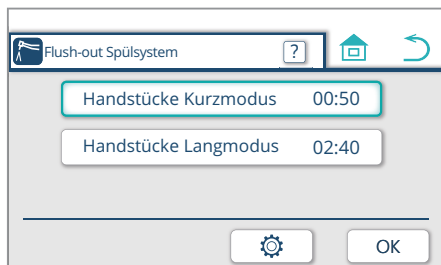 Flush-out Spülsystem ?
Handstücke Kurzmodus 00:50
Handstücke Langmodus 02:40
OK